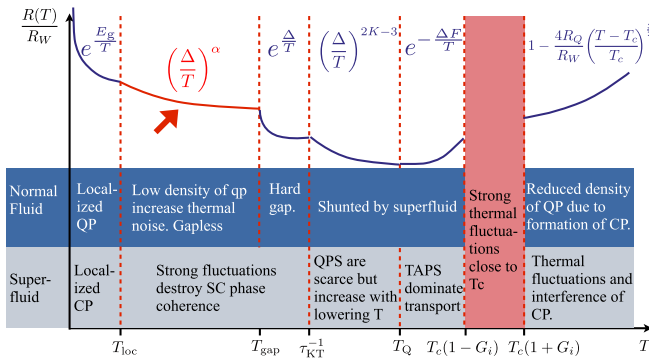 R(T)
R_W
e^{E_g/T}
(Δ/T)^α
e^{Δ/T}
(Δ/T)^{2K-3}
e^{-ΔF/T}
1 - 4R_Q/R_W (T-T_c/T_c)
Normal
Fluid
Local-
ized
QP
Low density of qp
increase thermal
noise. Gapless
Hard
gap.
Shunted by superfluid
Strong
thermal
fluctua-
tions
close to
Tc
Reduced density
of QP due to
formation of CP.
Super-
fluid
Local-
ized
CP
Strong fluctuations
destroy SC phase
coherence
QPS are
scarce but
increase with
lowering T
TAPS
dominate
transport
Thermal
fluctuations and
interference of
CP.
T_loc
T_gap
τ_KT^{-1}
T_Q
T_c(1 - G_i)
T_c(1 + G_i)
T